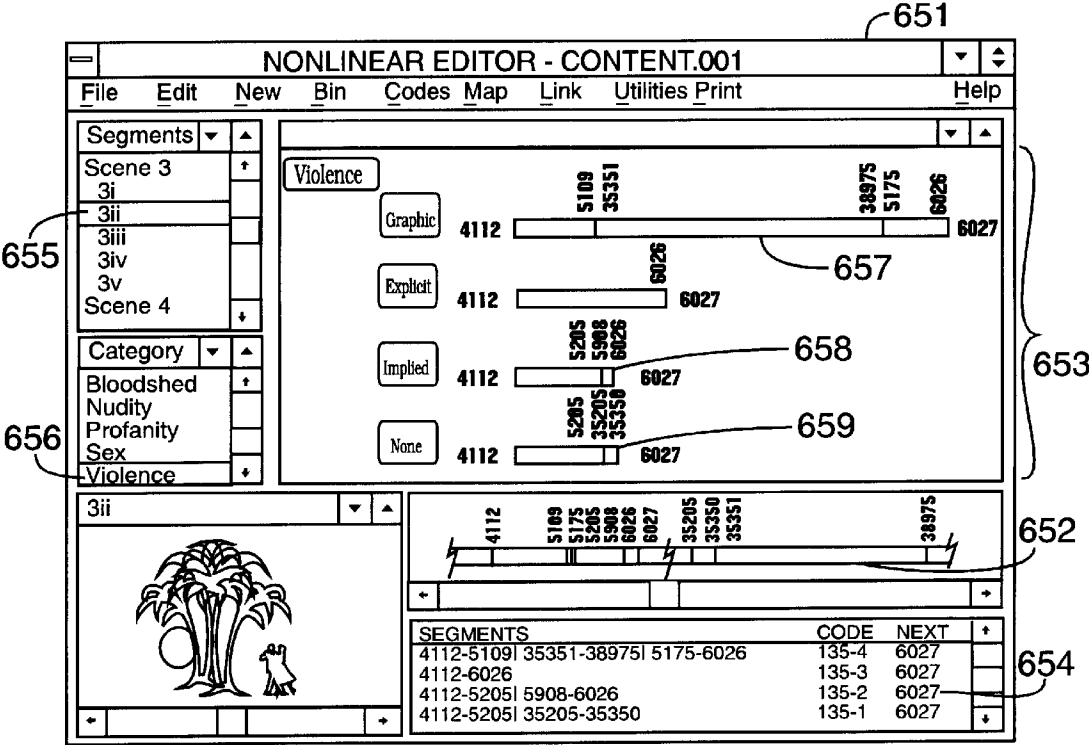 651
NONLINEAR EDITOR - CONTENT.001
File Edit New Bin Codes Map Link Utilities Print Help
Segments
Scene 3
3i
3ii
3iii
3iv
3v
Scene 4
655
Category
Bloodshed
Nudity
Profanity
Sex
Violence
656
Violence
5109 35351 38975 5175 6026
Graphic 4112 6027
657
6026
Explicit 4112 6027
5205 5908 6026
Implied 4112 6027
658
5205 35205 35350
None 4112 6027
659
653
3ii
4112 5109 5175 5205 5908 6026 6027 35205 35350 35351 38975
652
SEGMENTS CODE NEXT
4112-5109| 35351-38975| 5175-6026 135-4 6027
4112-6026 135-3 6027
4112-5205| 5908-6026 135-2 6027
4112-5205| 35205-35350 135-1 6027
654